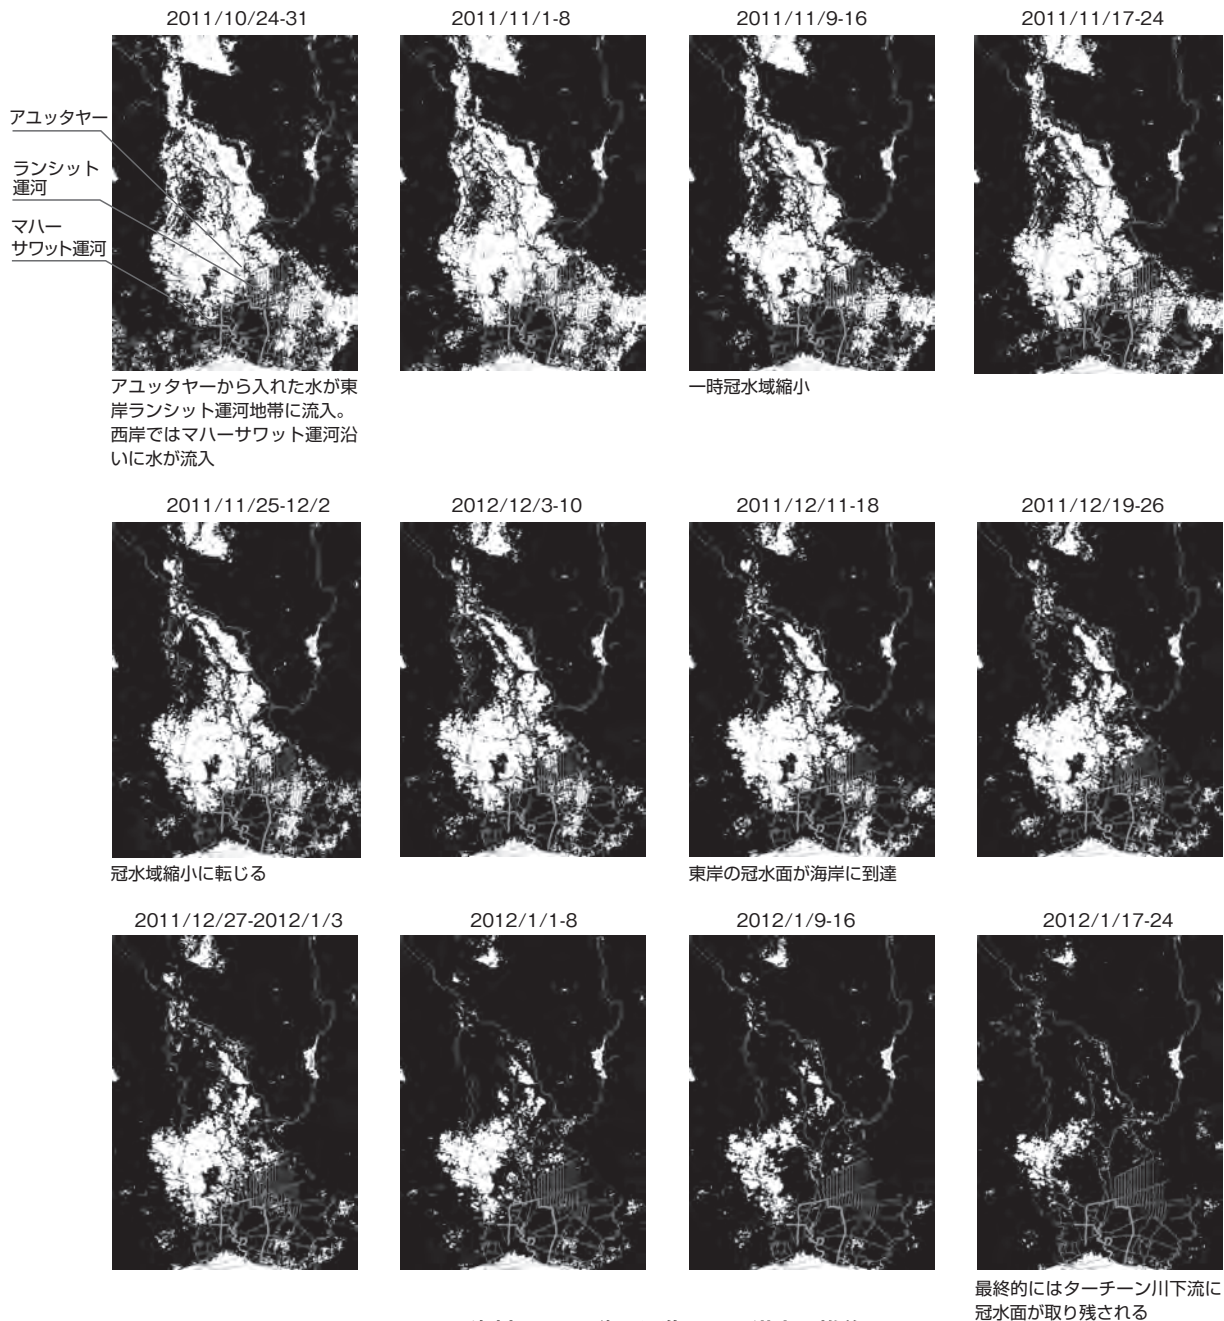 2011/10/24-31
2011/11/1-8
2011/11/9-16
2011/11/17-24
アユッタヤー
ランシット
運河
マハー
サワット運河
アユッタヤーから入れた水が東
岸ランシット運河地帯に流入。
西岸ではマハーサワット運河沿
いに水が流入
一時冠水域縮小
2011/11/25-12/2
2012/12/3-10
2011/12/11-18
2011/12/19-26
冠水域縮小に転じる
東岸の冠水面が海岸に到達
2011/12/27-2012/1/3
2012/1/1-8
2012/1/9-16
2012/1/17-24
最終的にはターチーン川下流に
冠水面が取り残される